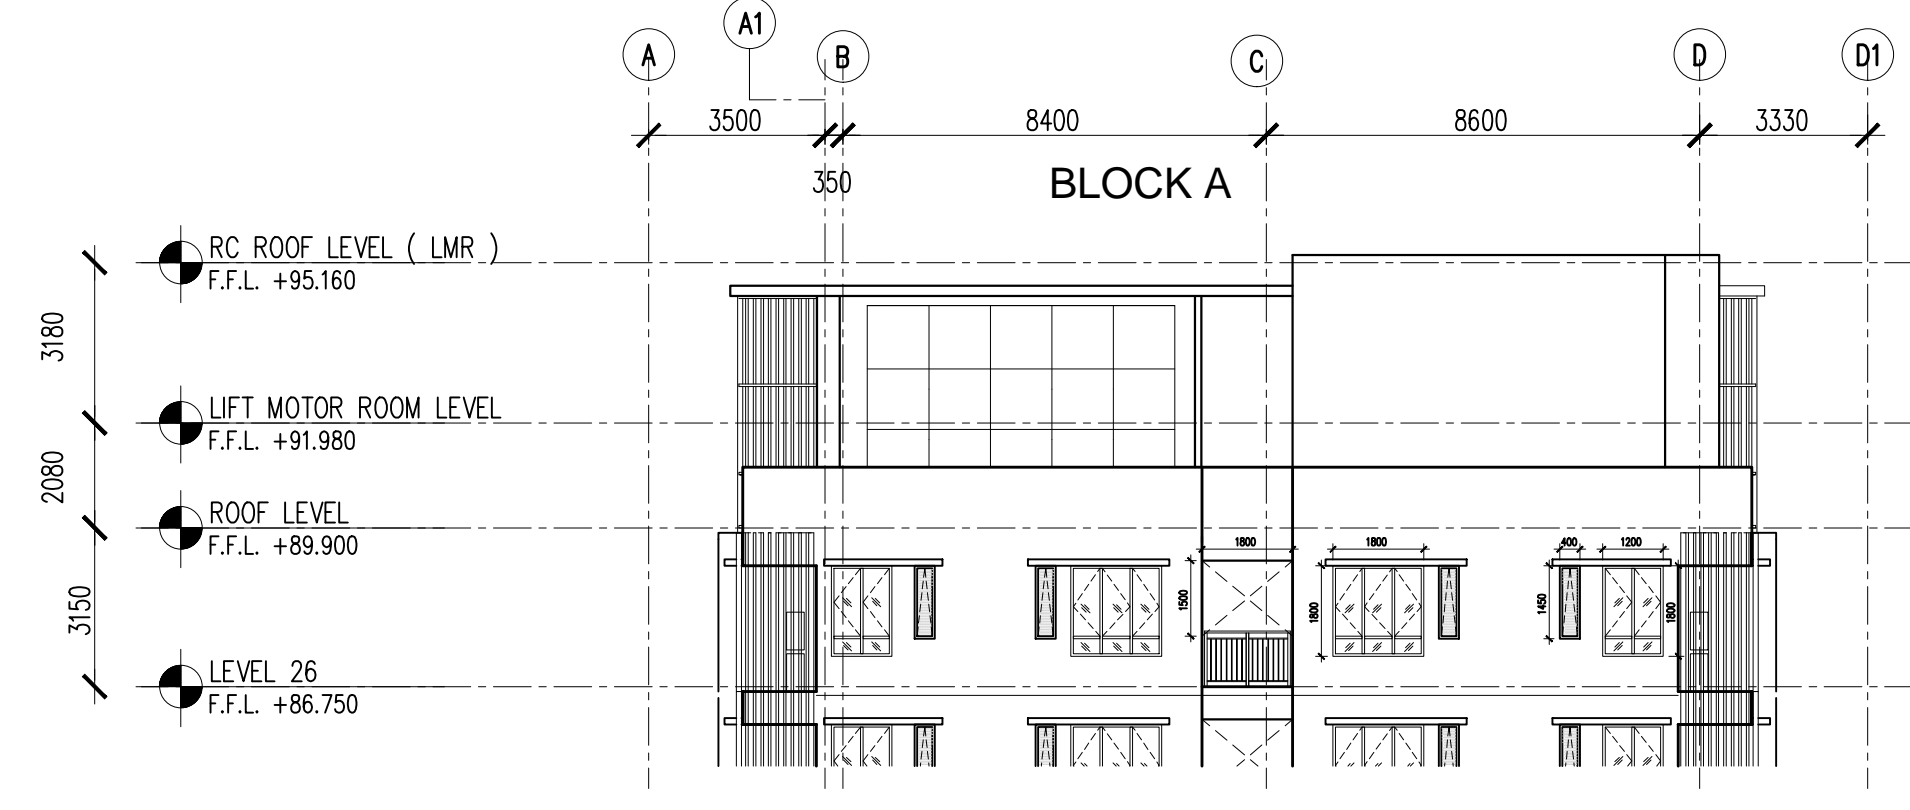 A1
A
B
C
D
D1
3500
8400
8600
3330
350
BLOCK A
RC ROOF LEVEL ( LMR )
F.F.L. +95.160
3180
LIFT MOTOR ROOM LEVEL
F.F.L. +91.980
2080
ROOF LEVEL
F.F.L. +89.900
1800
1800
400
1200
1500
1800
1450
1800
3150
LEVEL 26
F.F.L. +86.750